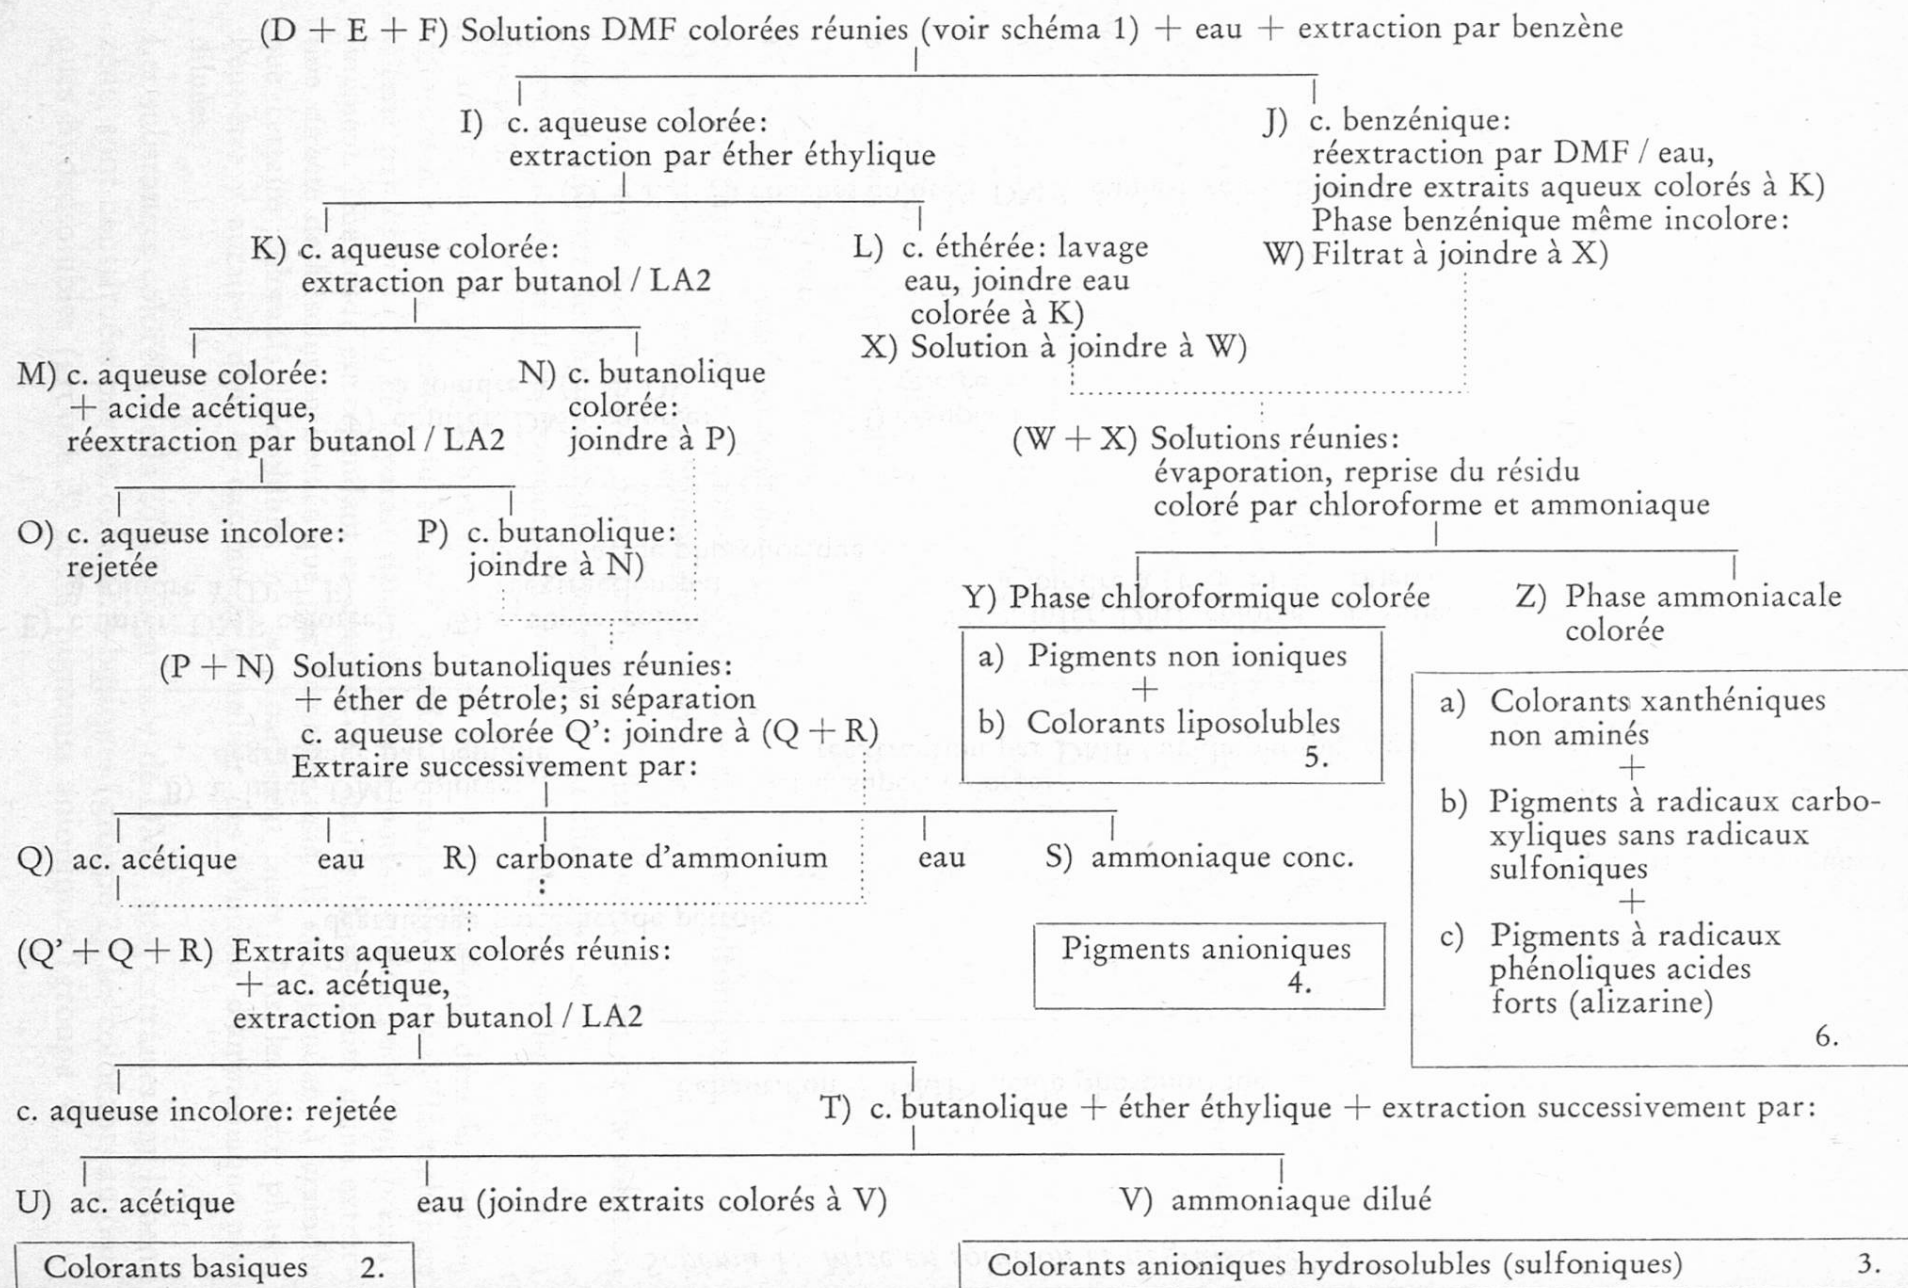 (D + E + F) Solutions DMF colorées réunies (voir schéma 1) + eau + extraction par benzène
I) c. aqueuse colorée:
extraction par éther éthylique
J) c. benzénique:
réextraction par DMF / eau,
joindre extraits aqueux colorés à K)
Phase benzénique même incolore:
W) Filtrat à joindre à X)
K) c. aqueuse colorée:
extraction par butanol / LA2
L) c. éthérée: lavage
eau, joindre eau
colorée à K)
X) Solution à joindre à W)
M) c. aqueuse colorée:
+ acide acétique,
réextraction par butanol / LA2
N) c. butanolique
colorée:
joindre à P)
(W + X) Solutions réunies:
évaporation, reprise du résidu
coloré par chloroforme et ammoniaque
O) c. aqueuse incolore:
rejetée
P) c. butanolique:
joindre à N)
Y) Phase chloroformique colorée
a) Pigments non ioniques
+
b) Colorants liposolubles
5.
Z) Phase ammoniacale
colorée
a) Colorants xanthéniques
non aminés
+
b) Pigments à radicaux carbo-
xyliques sans radicaux
sulfoniques
+
c) Pigments à radicaux
phénoliques acides
forts (alizarine)
6.
(P + N) Solutions butanoliques réunies:
+ éther de pétrole; si séparation
c. aqueuse colorée Q’: joindre à (Q + R)
Extraire successivement par:
Q) ac. acétique
eau
R) carbonate d’ammonium
eau
S) ammoniaque conc.
Pigments anioniques
4.
(Q’ + Q + R) Extraits aqueux colorés réunis:
+ ac. acétique,
extraction par butanol / LA2
c. aqueuse incolore: rejetée
T) c. butanolique + éther éthylique + extraction successivement par:
U) ac. acétique
eau (joindre extraits colorés à V)
V) ammoniaque dilué
Colorants basiques 2.
Colorants anioniques hydrosolubles (sulfoniques) 3.